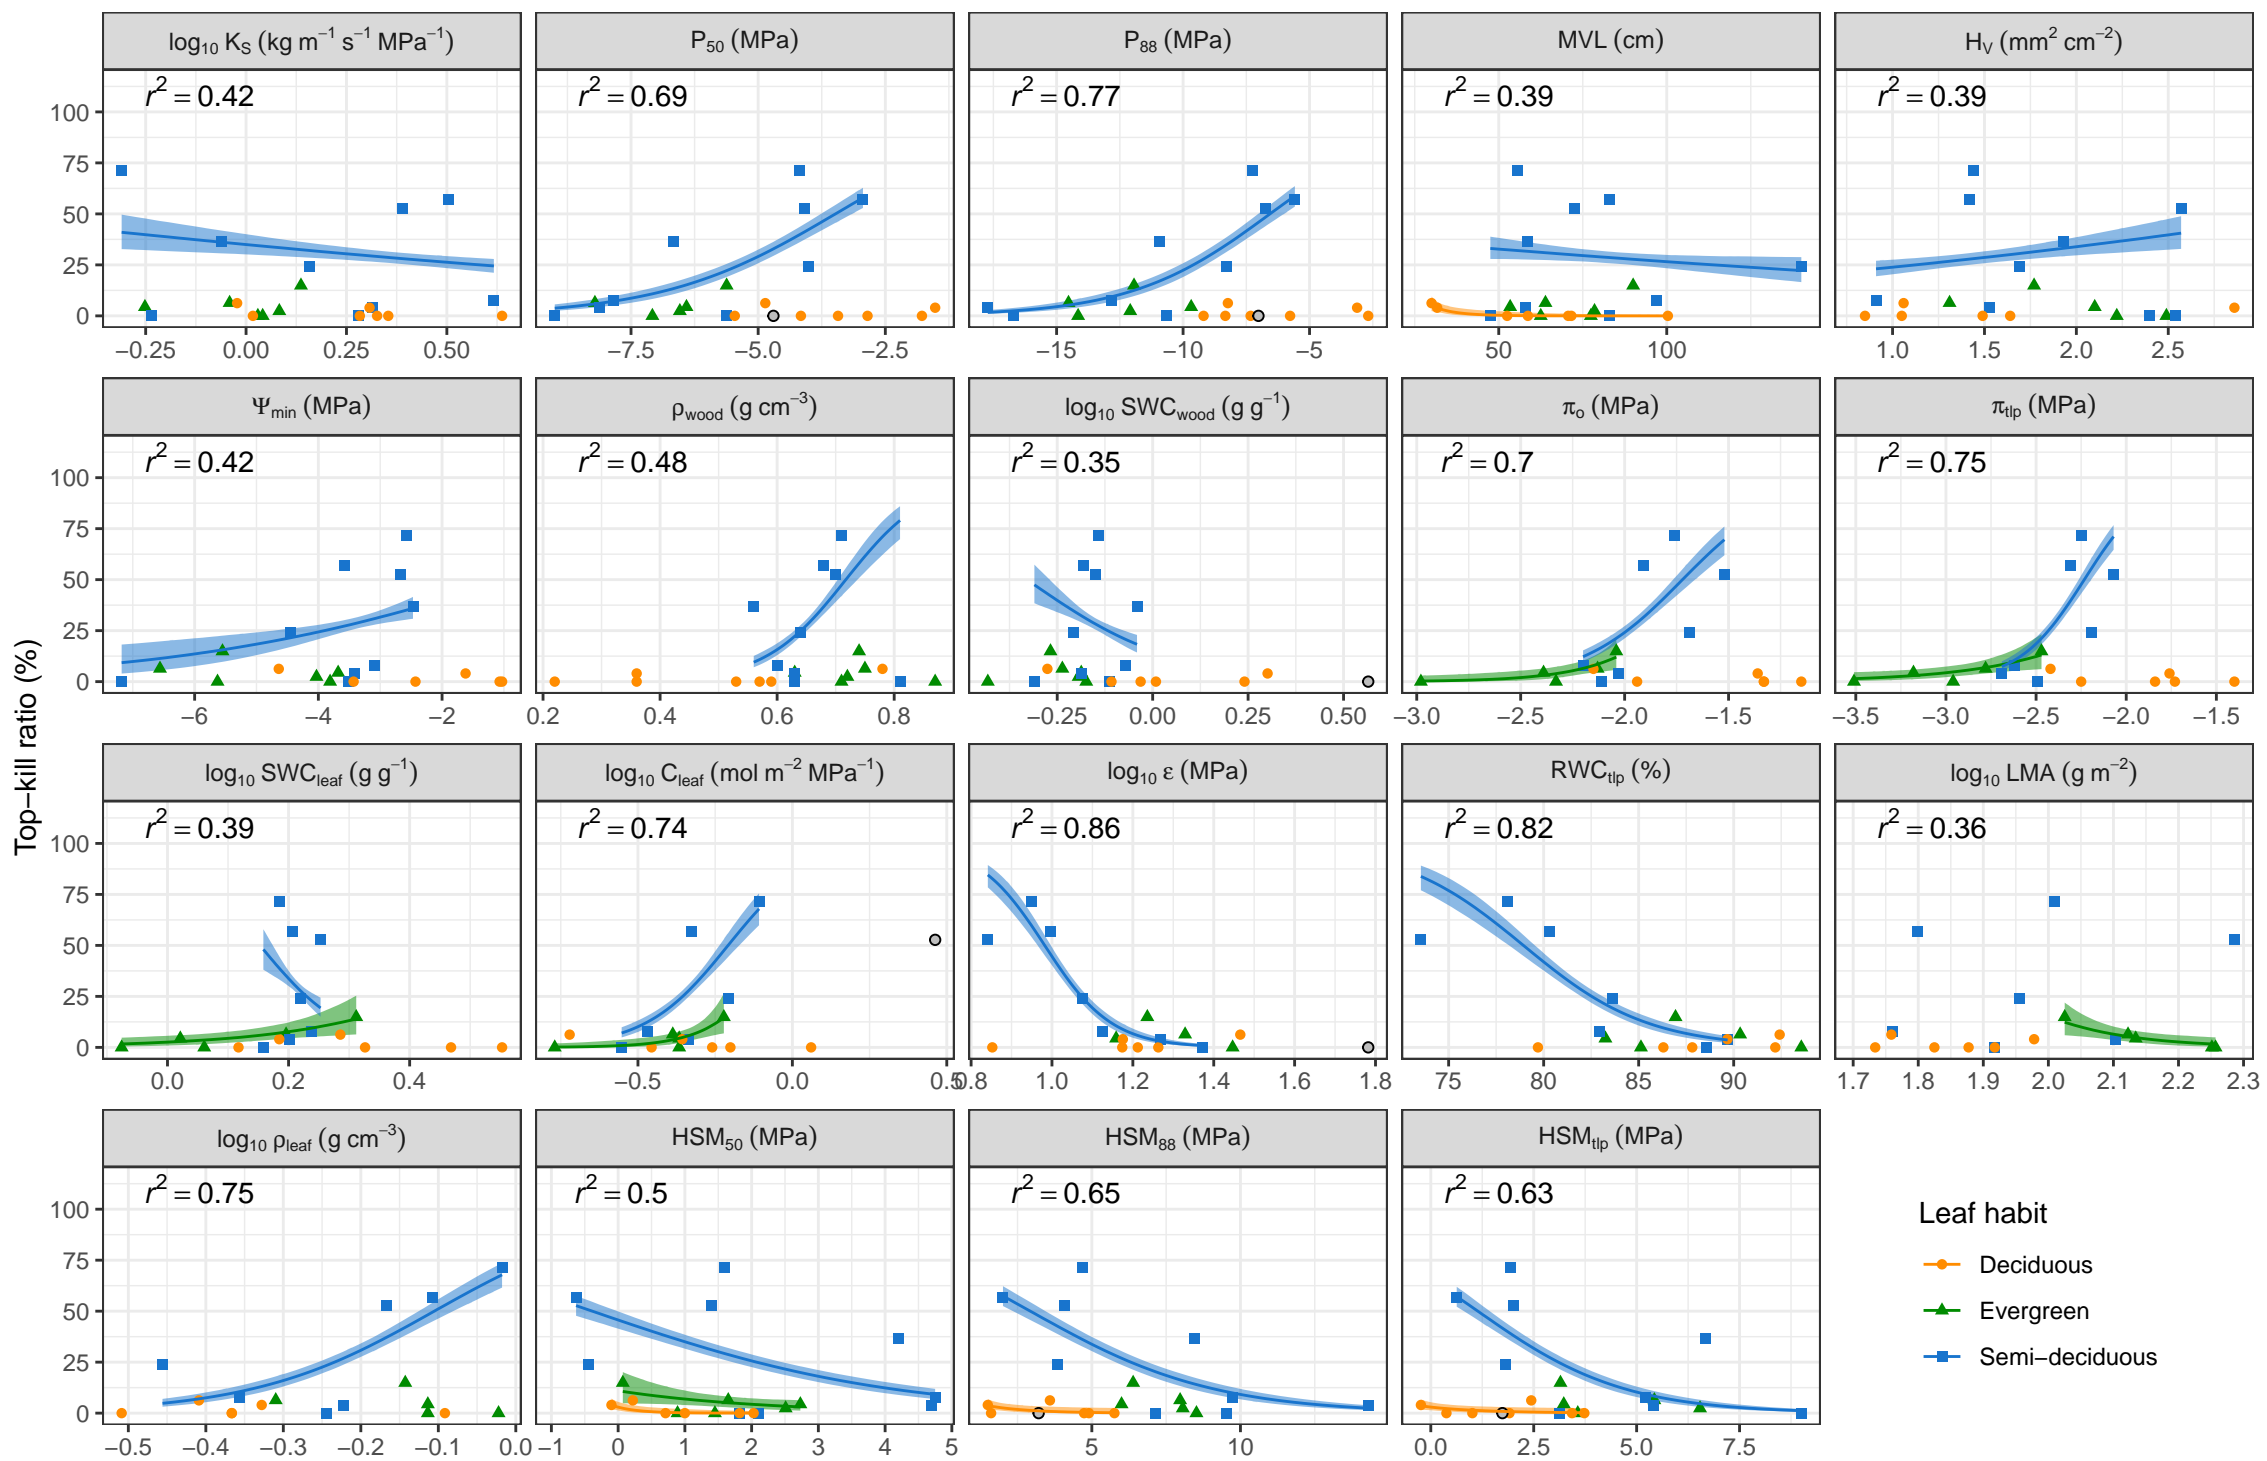 log₁₀ K_S (kg m⁻¹ s⁻¹ MPa⁻¹) P₅₀ (MPa) P₈₈ (MPa) MVL (cm) H_V (mm² cm⁻²)
r² = 0.42 r² = 0.69 r² = 0.77 r² = 0.39 r² = 0.39
100
75
50
25
0
−0.25 0.00 0.25 0.50 −7.5 −5.0 −2.5 −15 −10 −5 50 100 1.0 1.5 2.0 2.5
Ψ_min (MPa) ρ_wood (g cm⁻³) log₁₀ SWC_wood (g g⁻¹) π_o (MPa) π_tlp (MPa)
r² = 0.42 r² = 0.48 r² = 0.35 r² = 0.7 r² = 0.75
100
75
50
25
0
−6 −4 −2 0.2 0.4 0.6 0.8 −0.25 0.00 0.25 0.50 −3.0 −2.5 −2.0 −1.5 −3.5 −3.0 −2.5 −2.0 −1.5
Top−kill ratio (%)
log₁₀ SWC_leaf (g g⁻¹) log₁₀ C_leaf (mol m⁻² MPa⁻¹) log₁₀ ε (MPa) RWC_tlp (%) log₁₀ LMA (g m⁻²)
r² = 0.39 r² = 0.74 r² = 0.86 r² = 0.82 r² = 0.36
100
75
50
25
0
0.0 0.2 0.4 −0.5 0.0 0.5 0.8 1.0 1.2 1.4 1.6 1.8 75 80 85 90 1.7 1.8 1.9 2.0 2.1 2.2 2.3
log₁₀ ρ_leaf (g cm⁻³) HSM₅₀ (MPa) HSM₈₈ (MPa) HSM_tlp (MPa)
r² = 0.75 r² = 0.5 r² = 0.65 r² = 0.63
100
75
50
25
0
−0.5 −0.4 −0.3 −0.2 −0.1 0.0 −1 0 1 2 3 4 5 5 10 0.0 2.5 5.0 7.5
Leaf habit
Deciduous
Evergreen
Semi−deciduous